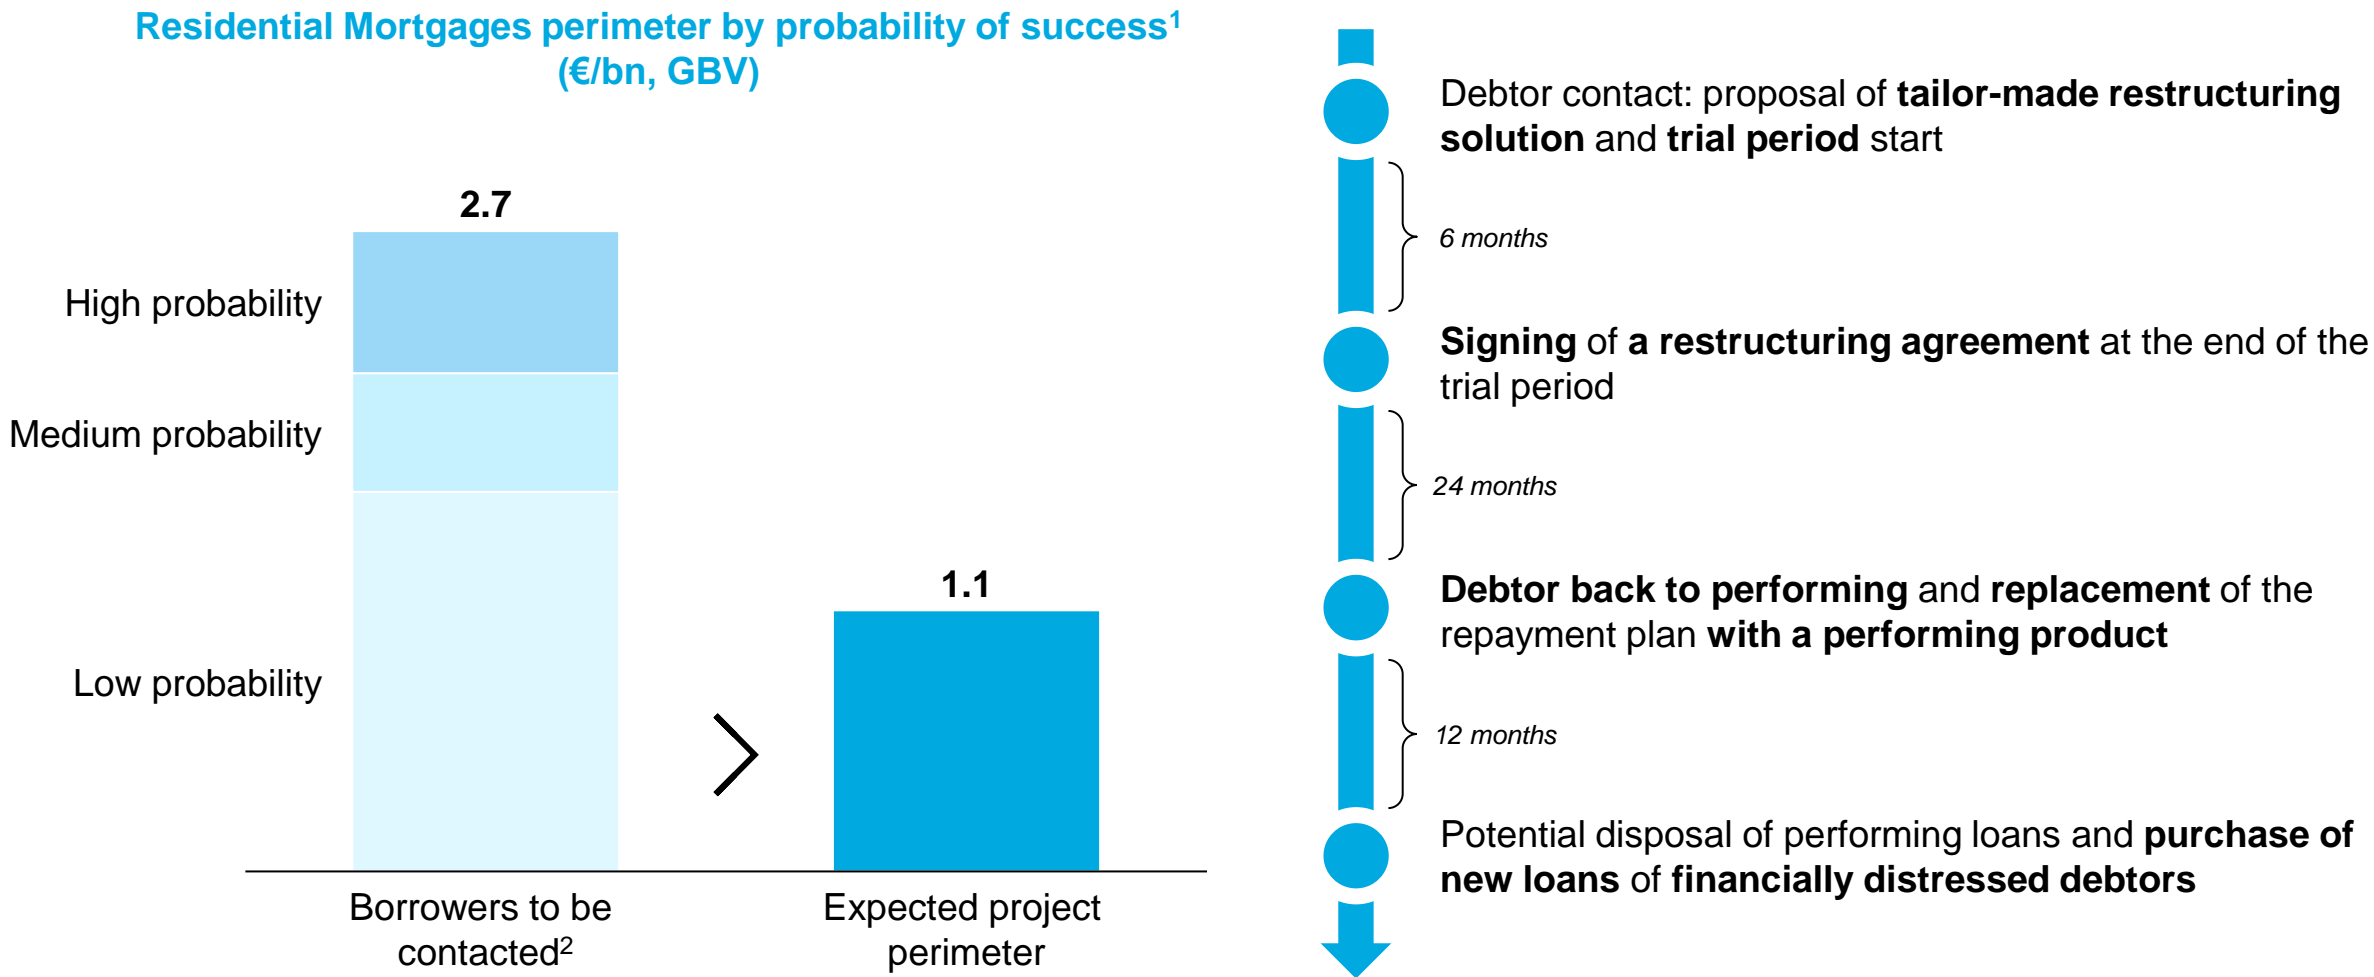 Residential Mortgages perimeter by probability of success¹
(€/bn, GBV)
2.7
High probability
Medium probability
Low probability
1.1
Borrowers to be
contacted²
Expected project
perimeter
Debtor contact: proposal of tailor-made restructuring
solution and trial period start
6 months
Signing of a restructuring agreement at the end of the
trial period
24 months
Debtor back to performing and replacement of the
repayment plan with a performing product
12 months
Potential disposal of performing loans and purchase of
new loans of financially distressed debtors